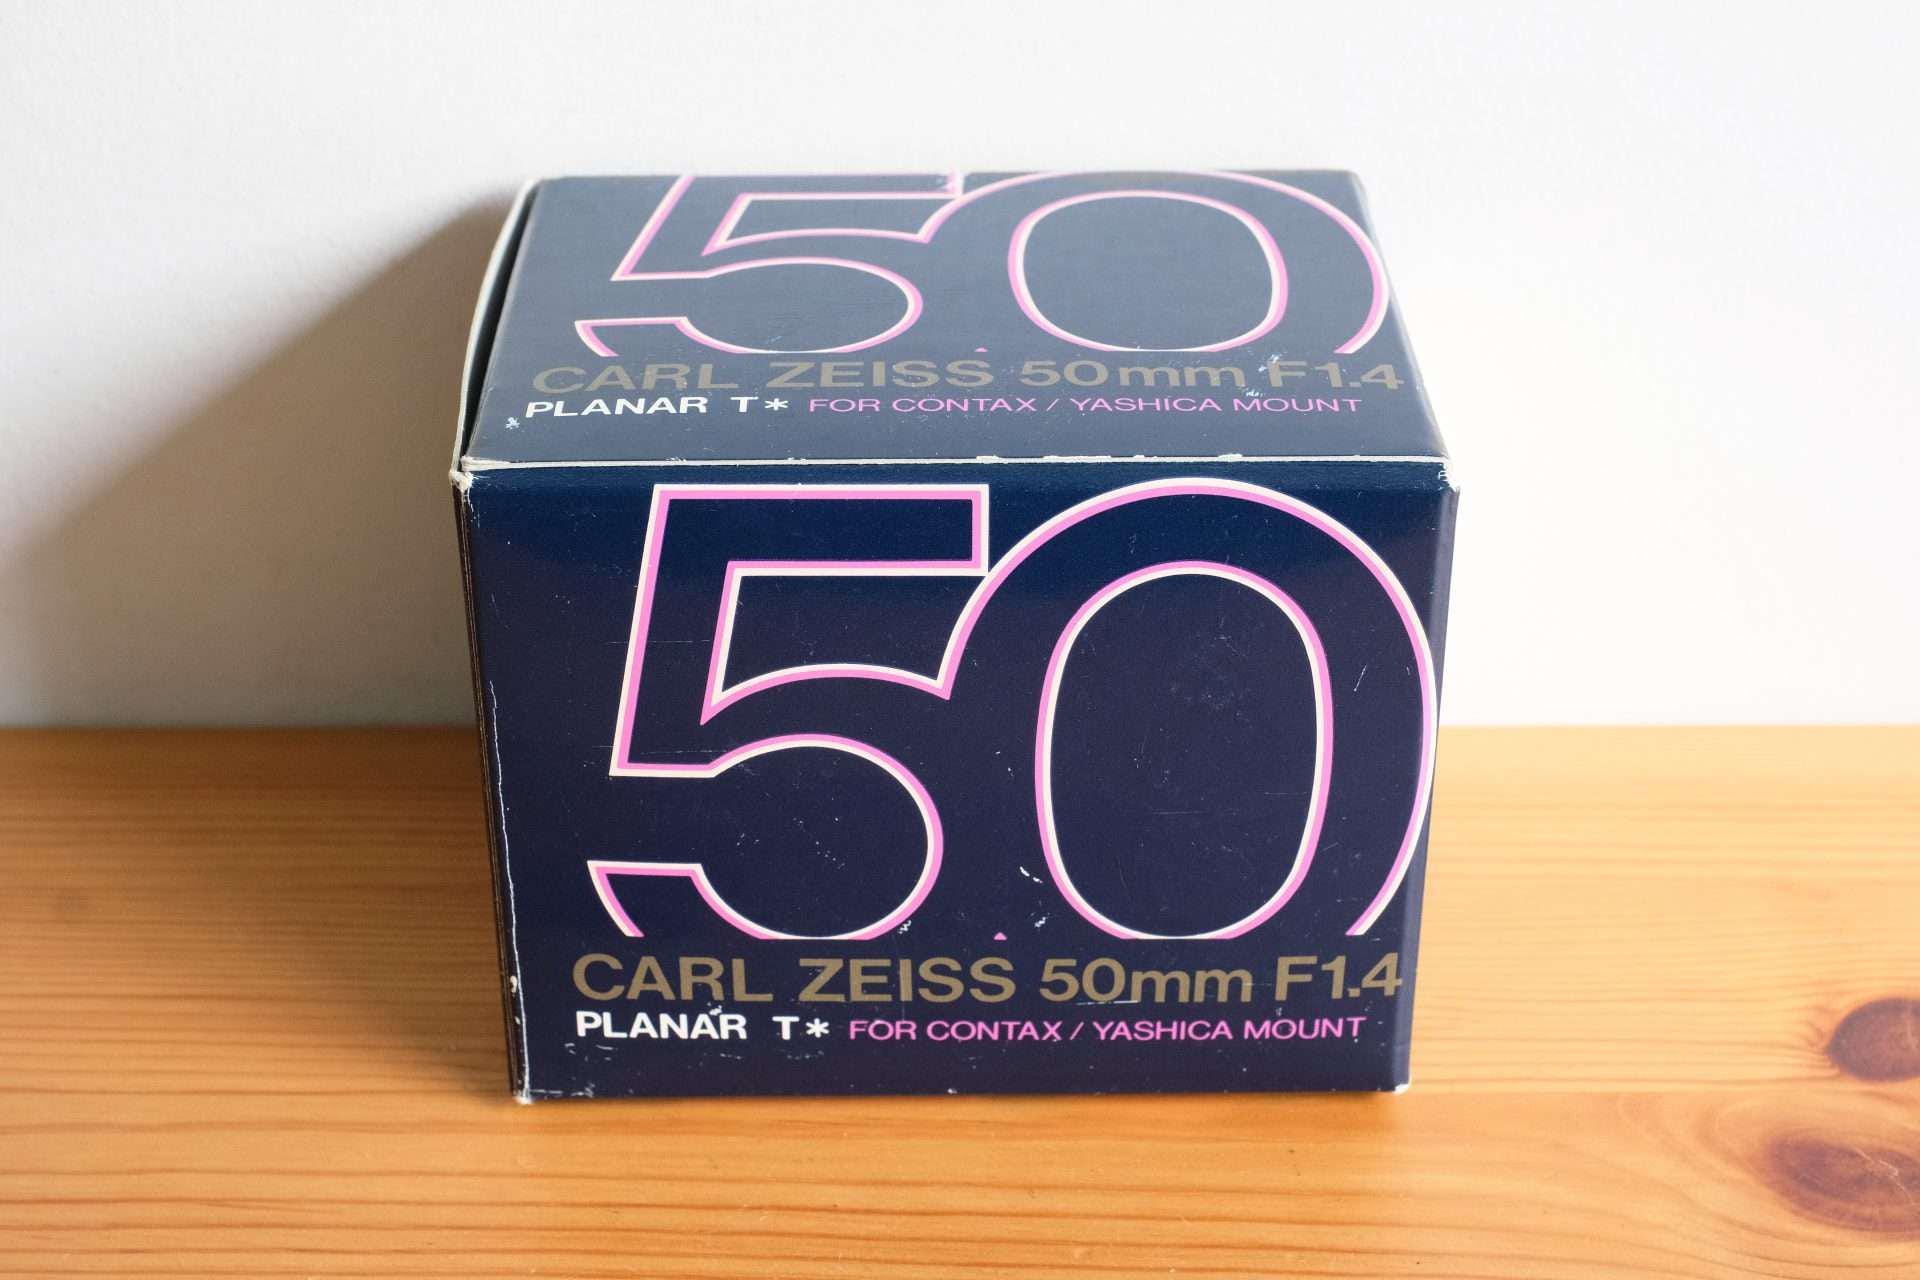 50
CARL ZEISS 50mm F1.4
PLANAR T* FOR CONTAX / YASHICA MOUNT
50
CARL ZEISS 50mm F1.4
PLANAR T* FOR CONTAX / YASHICA MOUNT